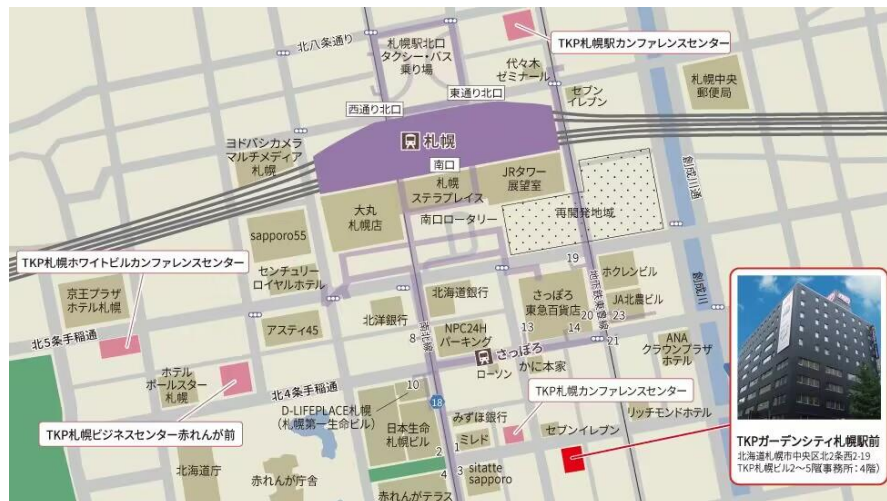 北八条通り
札幌駅北口
タクシー・バス
乗り場
TKP札幌駅カンファレンスセンター
代々木
ゼミナール
札幌中央
郵便局
セブン
イレブン
東通り北口
西通り北口
ヨドバシカメラ
マルチメディア
札幌
札幌
南口
JRタワー
展望室
札幌
ステラプレイス
大丸
札幌店
南口ロータリー
再開発地域
創成川通
sapporo55
TKP札幌ホワイトビルカンファレンスセンター
センチュリー
ロイヤルホテル
19
ホクレンビル
地下鉄東豊線
創成川
京王プラザ
ホテル札幌
北海道銀行
さっぽろ
東急百貨店
JA北農ビル
北洋銀行
アスティ45
南北線
8
NPC24H
パーキング
13
14
20
23
21
北5条手稲通
さっぽろ
ローソン
かに本家
ANA
クラウンプラザ
ホテル
ホテル
ポールスター
札幌
北4条手稲通
10
18
TKP札幌カンファレンスセンター
D-LIFEPLACE札幌
（札幌第一生命ビル）
日本生命
札幌ビル
みずほ銀行
ミレド
セブンイレブン
リッチモンドホテル
TKP札幌ビジネスセンター赤れんが前
2
1
4
3
sitatte
sapporo
北海道庁
赤れんが庁舎
赤れんがテラス
TKPガーデンシティ札幌駅前
北海道札幌市中央区北2条西2-19
TKP札幌ビル2〜5階（事務所：4階）